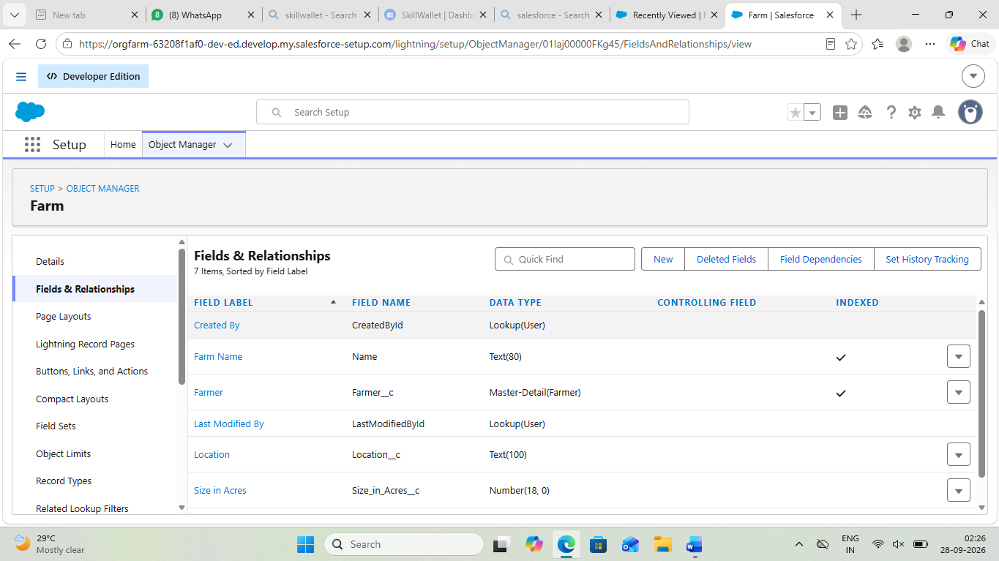 New tab
8
(8) WhatsApp
skillwallet - Search
SkillWallet | Dashb
salesforce - Search
Recently Viewed | F
Farm | Salesforce
https://orgfarm-63208f1af0-dev-ed.develop.my.salesforce-setup.com/lightning/setup/ObjectManager/01Iaj00000FKg45/FieldsAndRelationships/view
Chat
Developer Edition
Search Setup
Setup
Home
Object Manager
SETUP > OBJECT MANAGER
Farm
Details
Fields & Relationships
Page Layouts
Lightning Record Pages
Buttons, Links, and Actions
Compact Layouts
Field Sets
Object Limits
Record Types
Related Lookup Filters
Fields & Relationships
7 Items, Sorted by Field Label
Quick Find
New
Deleted Fields
Field Dependencies
Set History Tracking
FIELD LABEL FIELD NAME DATA TYPE CONTROLLING FIELD INDEXED
Created By CreatedById Lookup(User)
Farm Name Name Text(80)
Farmer Farmer__c Master-Detail(Farmer)
Last Modified By LastModifiedById Lookup(User)
Location Location__c Text(100)
Size in Acres Size_in_Acres__c Number(18, 0)
29°C
Mostly clear
Search
ENG
IN
02:26
28-09-2026